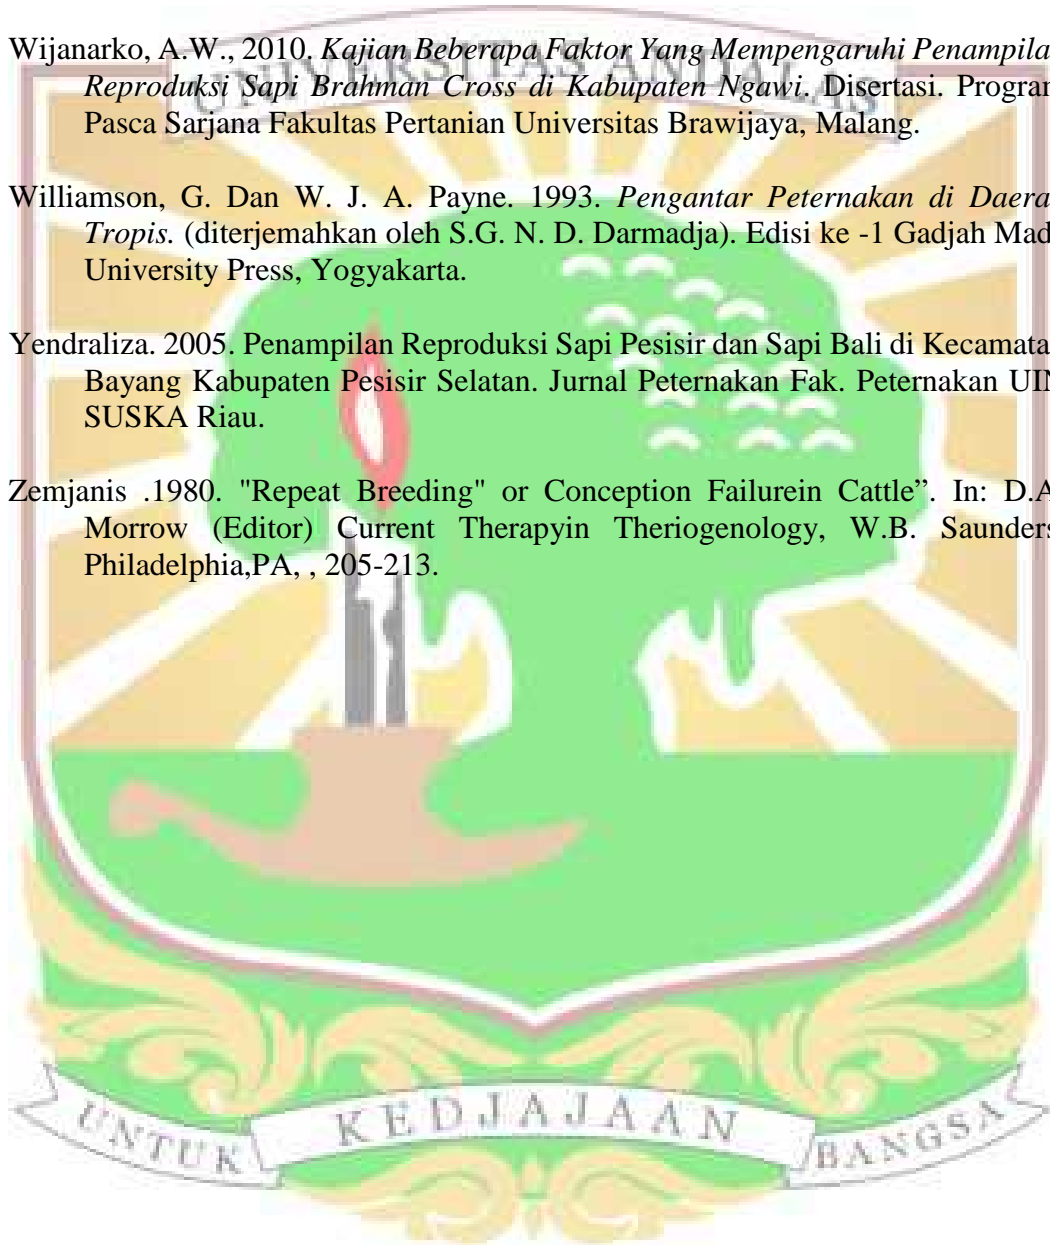 UNIVERSITAS ANDALAS
Wijanarko, A.W., 2010. Kajian Beberapa Faktor Yang Mempengaruhi Penampila
Reproduksi Sapi Brahman Cross di Kabupaten Ngawi. Disertasi. Program
Pasca Sarjana Fakultas Pertanian Universitas Brawijaya, Malang.
Williamson, G. Dan W. J. A. Payne. 1993. Pengantar Peternakan di Daera
Tropis. (diterjemahkan oleh S.G. N. D. Darmadja). Edisi ke -1 Gadjah Mad
University Press, Yogyakarta.
Yendraliza. 2005. Penampilan Reproduksi Sapi Pesisir dan Sapi Bali di Kecamata
Bayang Kabupaten Pesisir Selatan. Jurnal Peternakan Fak. Peternakan UIN
SUSKA Riau.
Zemjanis .1980. "Repeat Breeding" or Conception Failurein Cattle”. In: D.A
Morrow (Editor) Current Therapyin Theriogenology, W.B. Saunders
Philadelphia,PA, , 205-213.
UNTUK KEDJAJAAN BANGSA